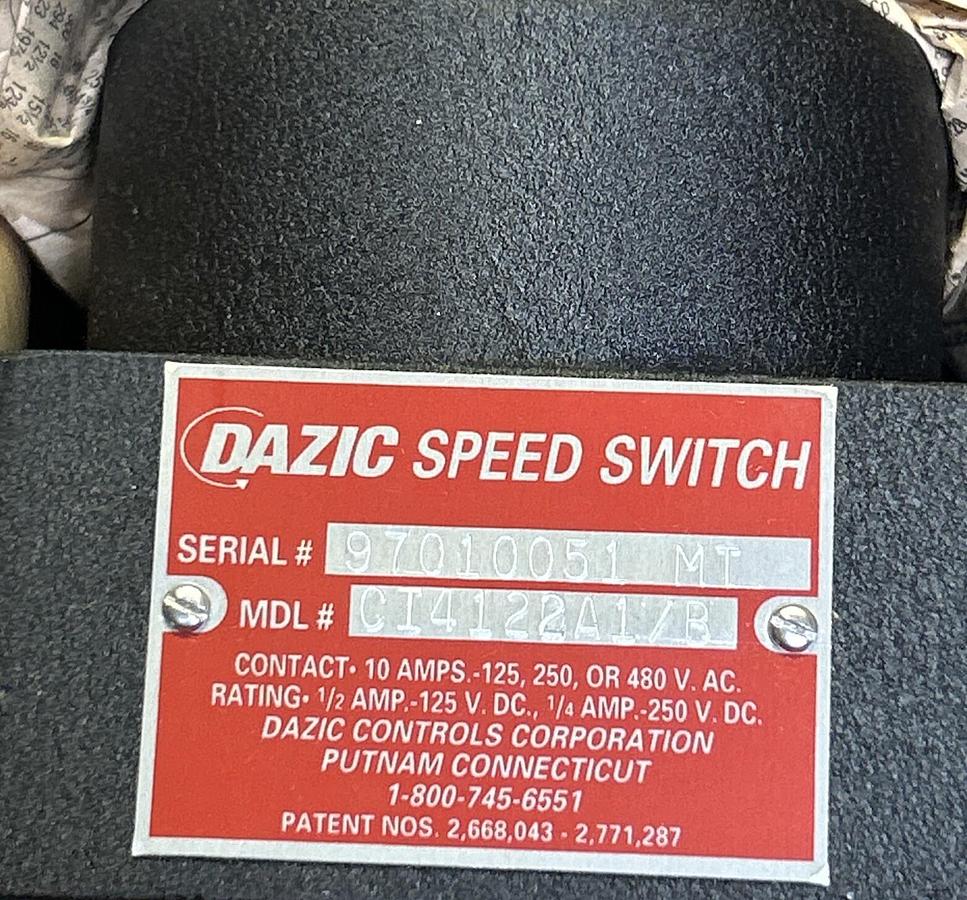 DAZIC SPEED SWITCH
SERIAL # 97010051 MT
MDL # CI4122A1/B
CONTACT· 10 AMPS.-125, 250, OR 480 V. AC.
RATING· 1/2 AMP.-125 V. DC., 1/4 AMP.-250 V. DC.
DAZIC CONTROLS CORPORATION
PUTNAM CONNECTICUT
1-800-745-6551
PATENT NOS. 2,668,043 - 2,771,287